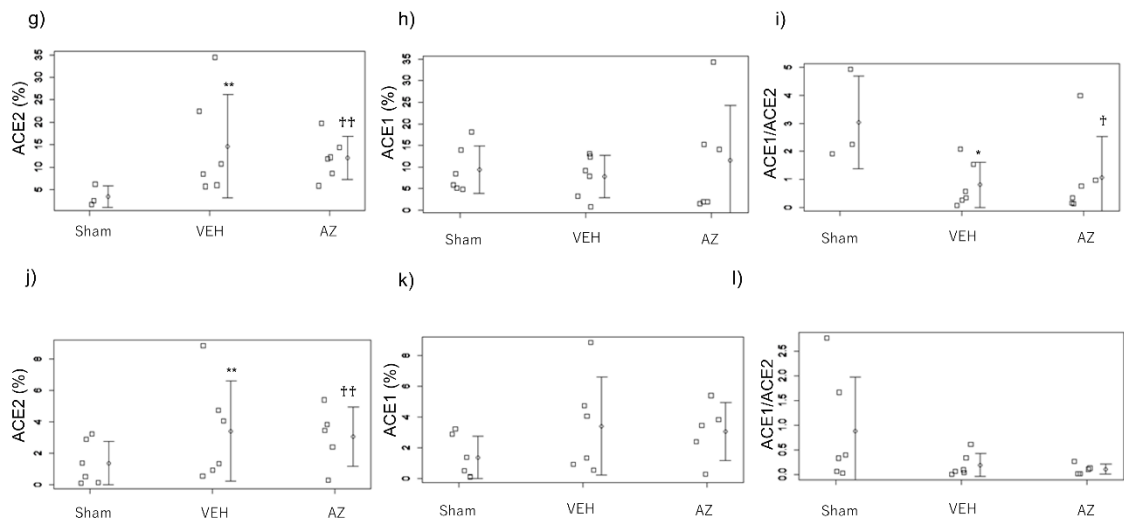 g)
ACE2 (%)
35
30
25
20
15
10
5
**
††
Sham VEH AZ
h)
ACE1 (%)
35
30
25
20
15
10
5
0
Sham VEH AZ
i)
ACE1/ACE2
5
4
3
2
1
0
*
†
Sham VEH AZ
j)
ACE2 (%)
8
6
4
2
0
**
††
Sham VEH AZ
k)
ACE1 (%)
8
6
4
2
0
Sham VEH AZ
l)
ACE1/ACE2
2.5
2.0
1.5
1.0
0.5
0.0
Sham VEH AZ